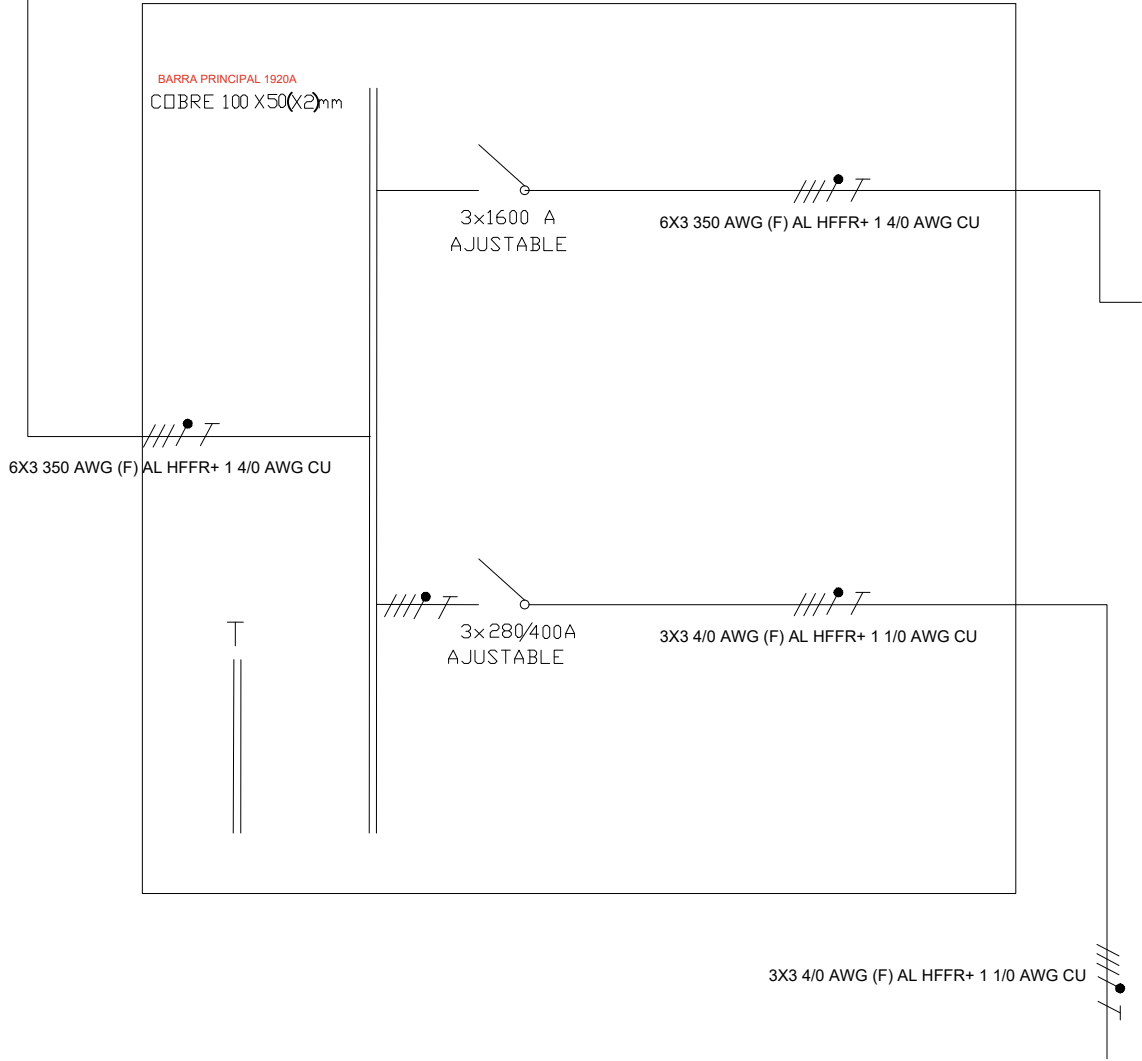 BARRA PRINCIPAL 1920A
COBRE 100 X50(X2)mm
3x1600 A
AJUSTABLE
6X3 350 AWG (F) AL HFFR+ 1 4/0 AWG CU
6X3 350 AWG (F) AL HFFR+ 1 4/0 AWG CU
T
3x280/400A
AJUSTABLE
3X3 4/0 AWG (F) AL HFFR+ 1 1/0 AWG CU
3X3 4/0 AWG (F) AL HFFR+ 1 1/0 AWG CU